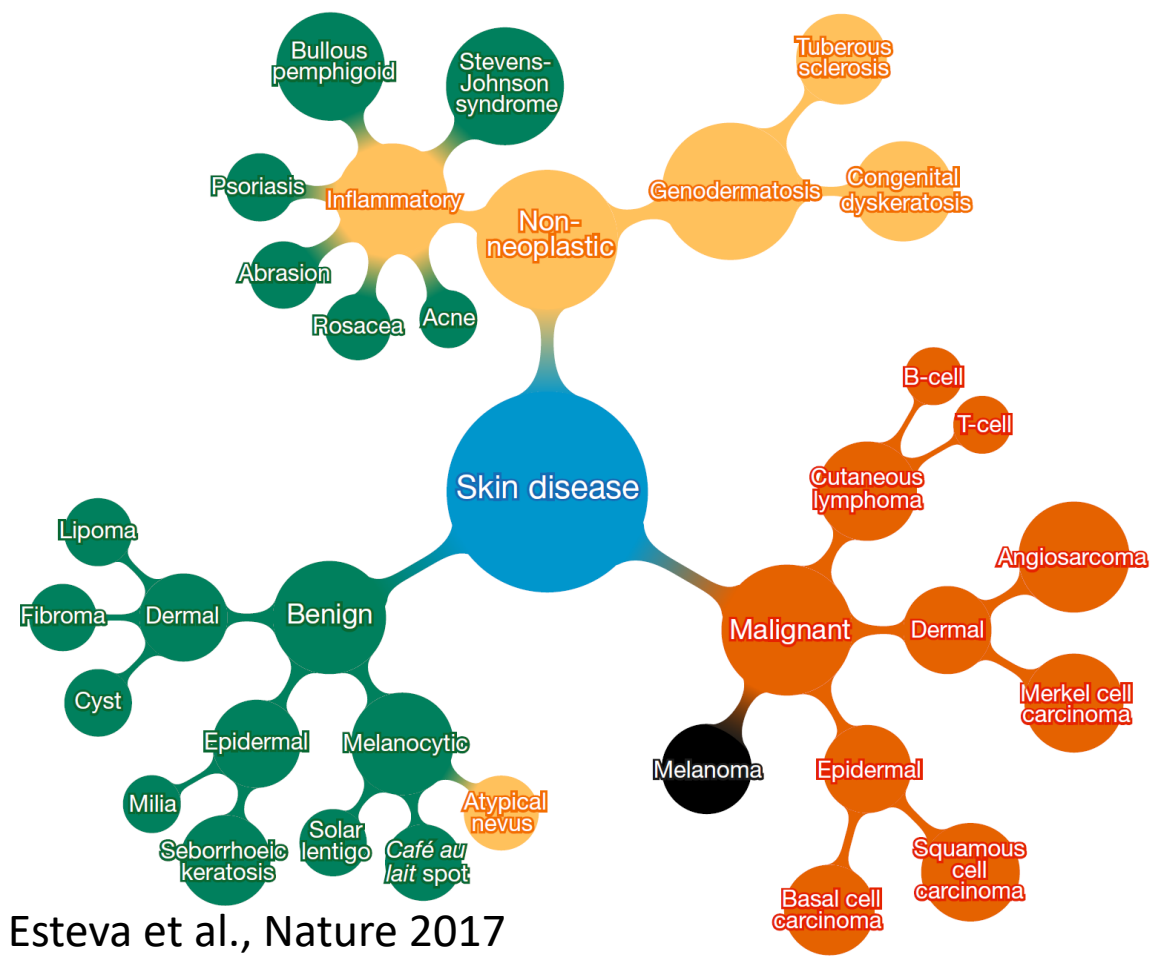 Bullous
pemphigoid
Stevens-
Johnson
syndrome
Psoriasis
Inflammatory
Abrasion
Rosacea
Acne
Non-
neoplastic
Genodermatosis
Tuberous
sclerosis
Congenital
dyskeratosis
Skin disease
B-cell
T-cell
Cutaneous
lymphoma
Angiosarcoma
Malignant
Dermal
Merkel cell
carcinoma
Melanoma
Epidermal
Basal cell
carcinoma
Squamous
cell
carcinoma
Lipoma
Fibroma
Dermal
Benign
Cyst
Epidermal
Melanocytic
Milia
Seborrhoeic
keratosis
Solar
lentigo
Café au
lait spot
Atypical
nevus
Esteva et al., Nature 2017